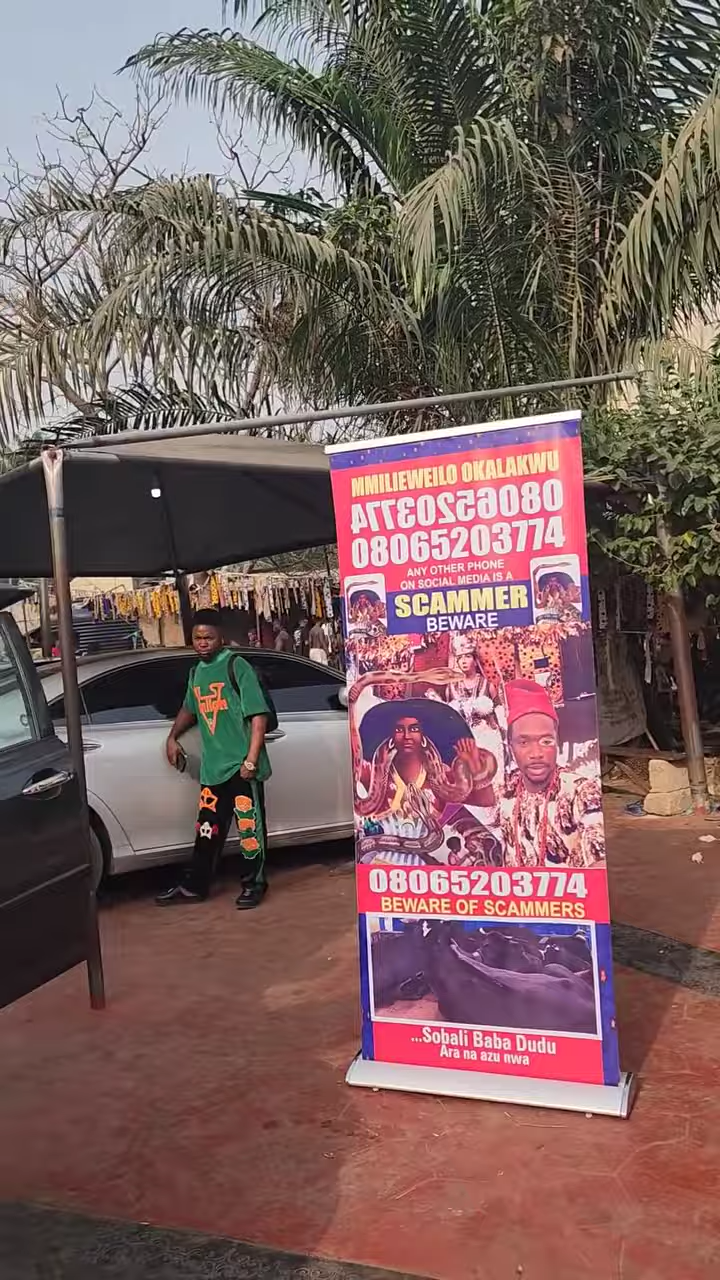 MMILIEWEILO OKALAKWU
08065203774
08065203774
ANY OTHER PHONE
ON SOCIAL MEDIA IS A
SCAMMER
BEWARE
08065203774
BEWARE OF SCAMMERS
...Sobali Baba Dudu
Ara na azu nwa